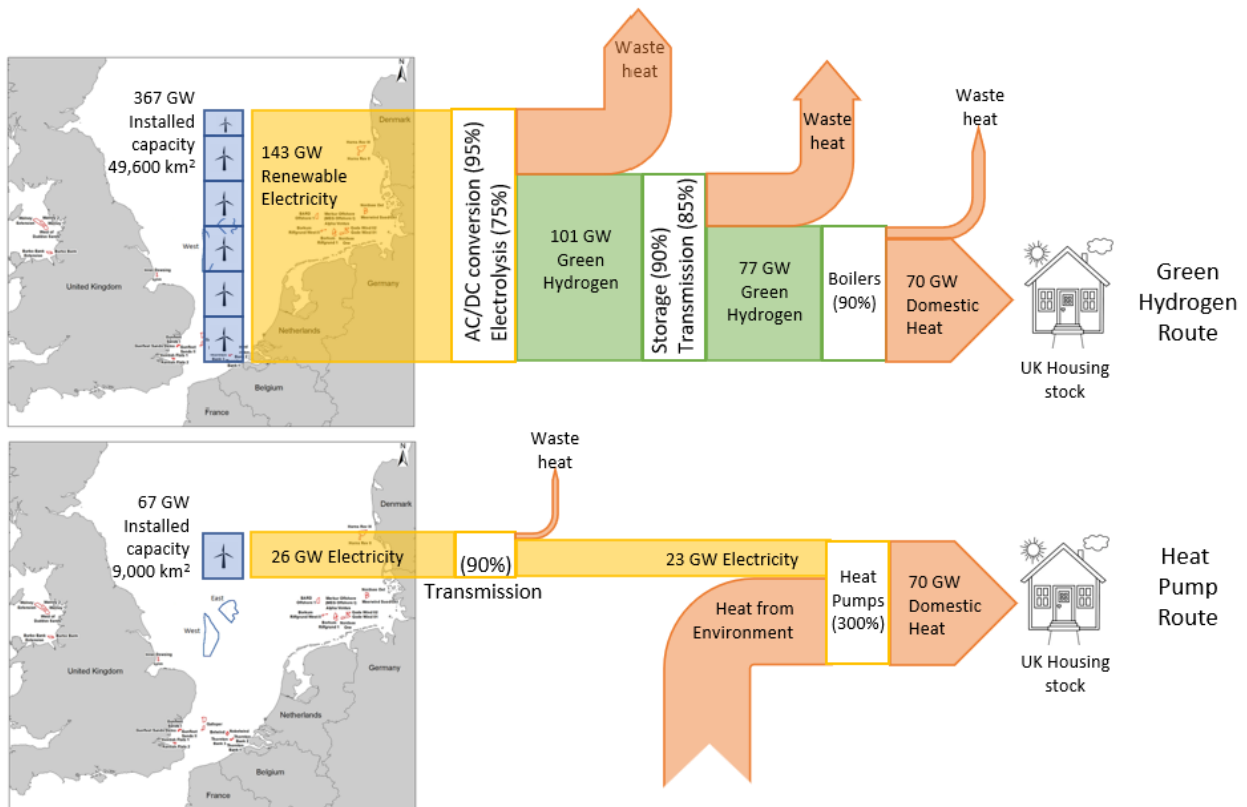 367 GW
Installed
capacity
49,600 km²
143 GW
Renewable
Electricity
AC/DC conversion (95%)
Electrolysis (75%)
Waste
heat
101 GW
Green
Hydrogen
Storage (90%)
Transmission (85%)
Waste
heat
77 GW
Green
Hydrogen
Boilers
(90%)
Waste
heat
70 GW
Domestic
Heat
UK Housing
stock
Green
Hydrogen
Route
N
Denmark
West
United Kingdom
Germany
Netherlands
Belgium
France
67 GW
Installed
capacity
9,000 km²
26 GW Electricity
(90%)
Transmission
Waste
heat
23 GW Electricity
Heat from
Environment
Heat
Pumps
(300%)
70 GW
Domestic
Heat
UK Housing
stock
Heat
Pump
Route
N
Denmark
East
West
United Kingdom
Germany
Netherlands
Belgium
France